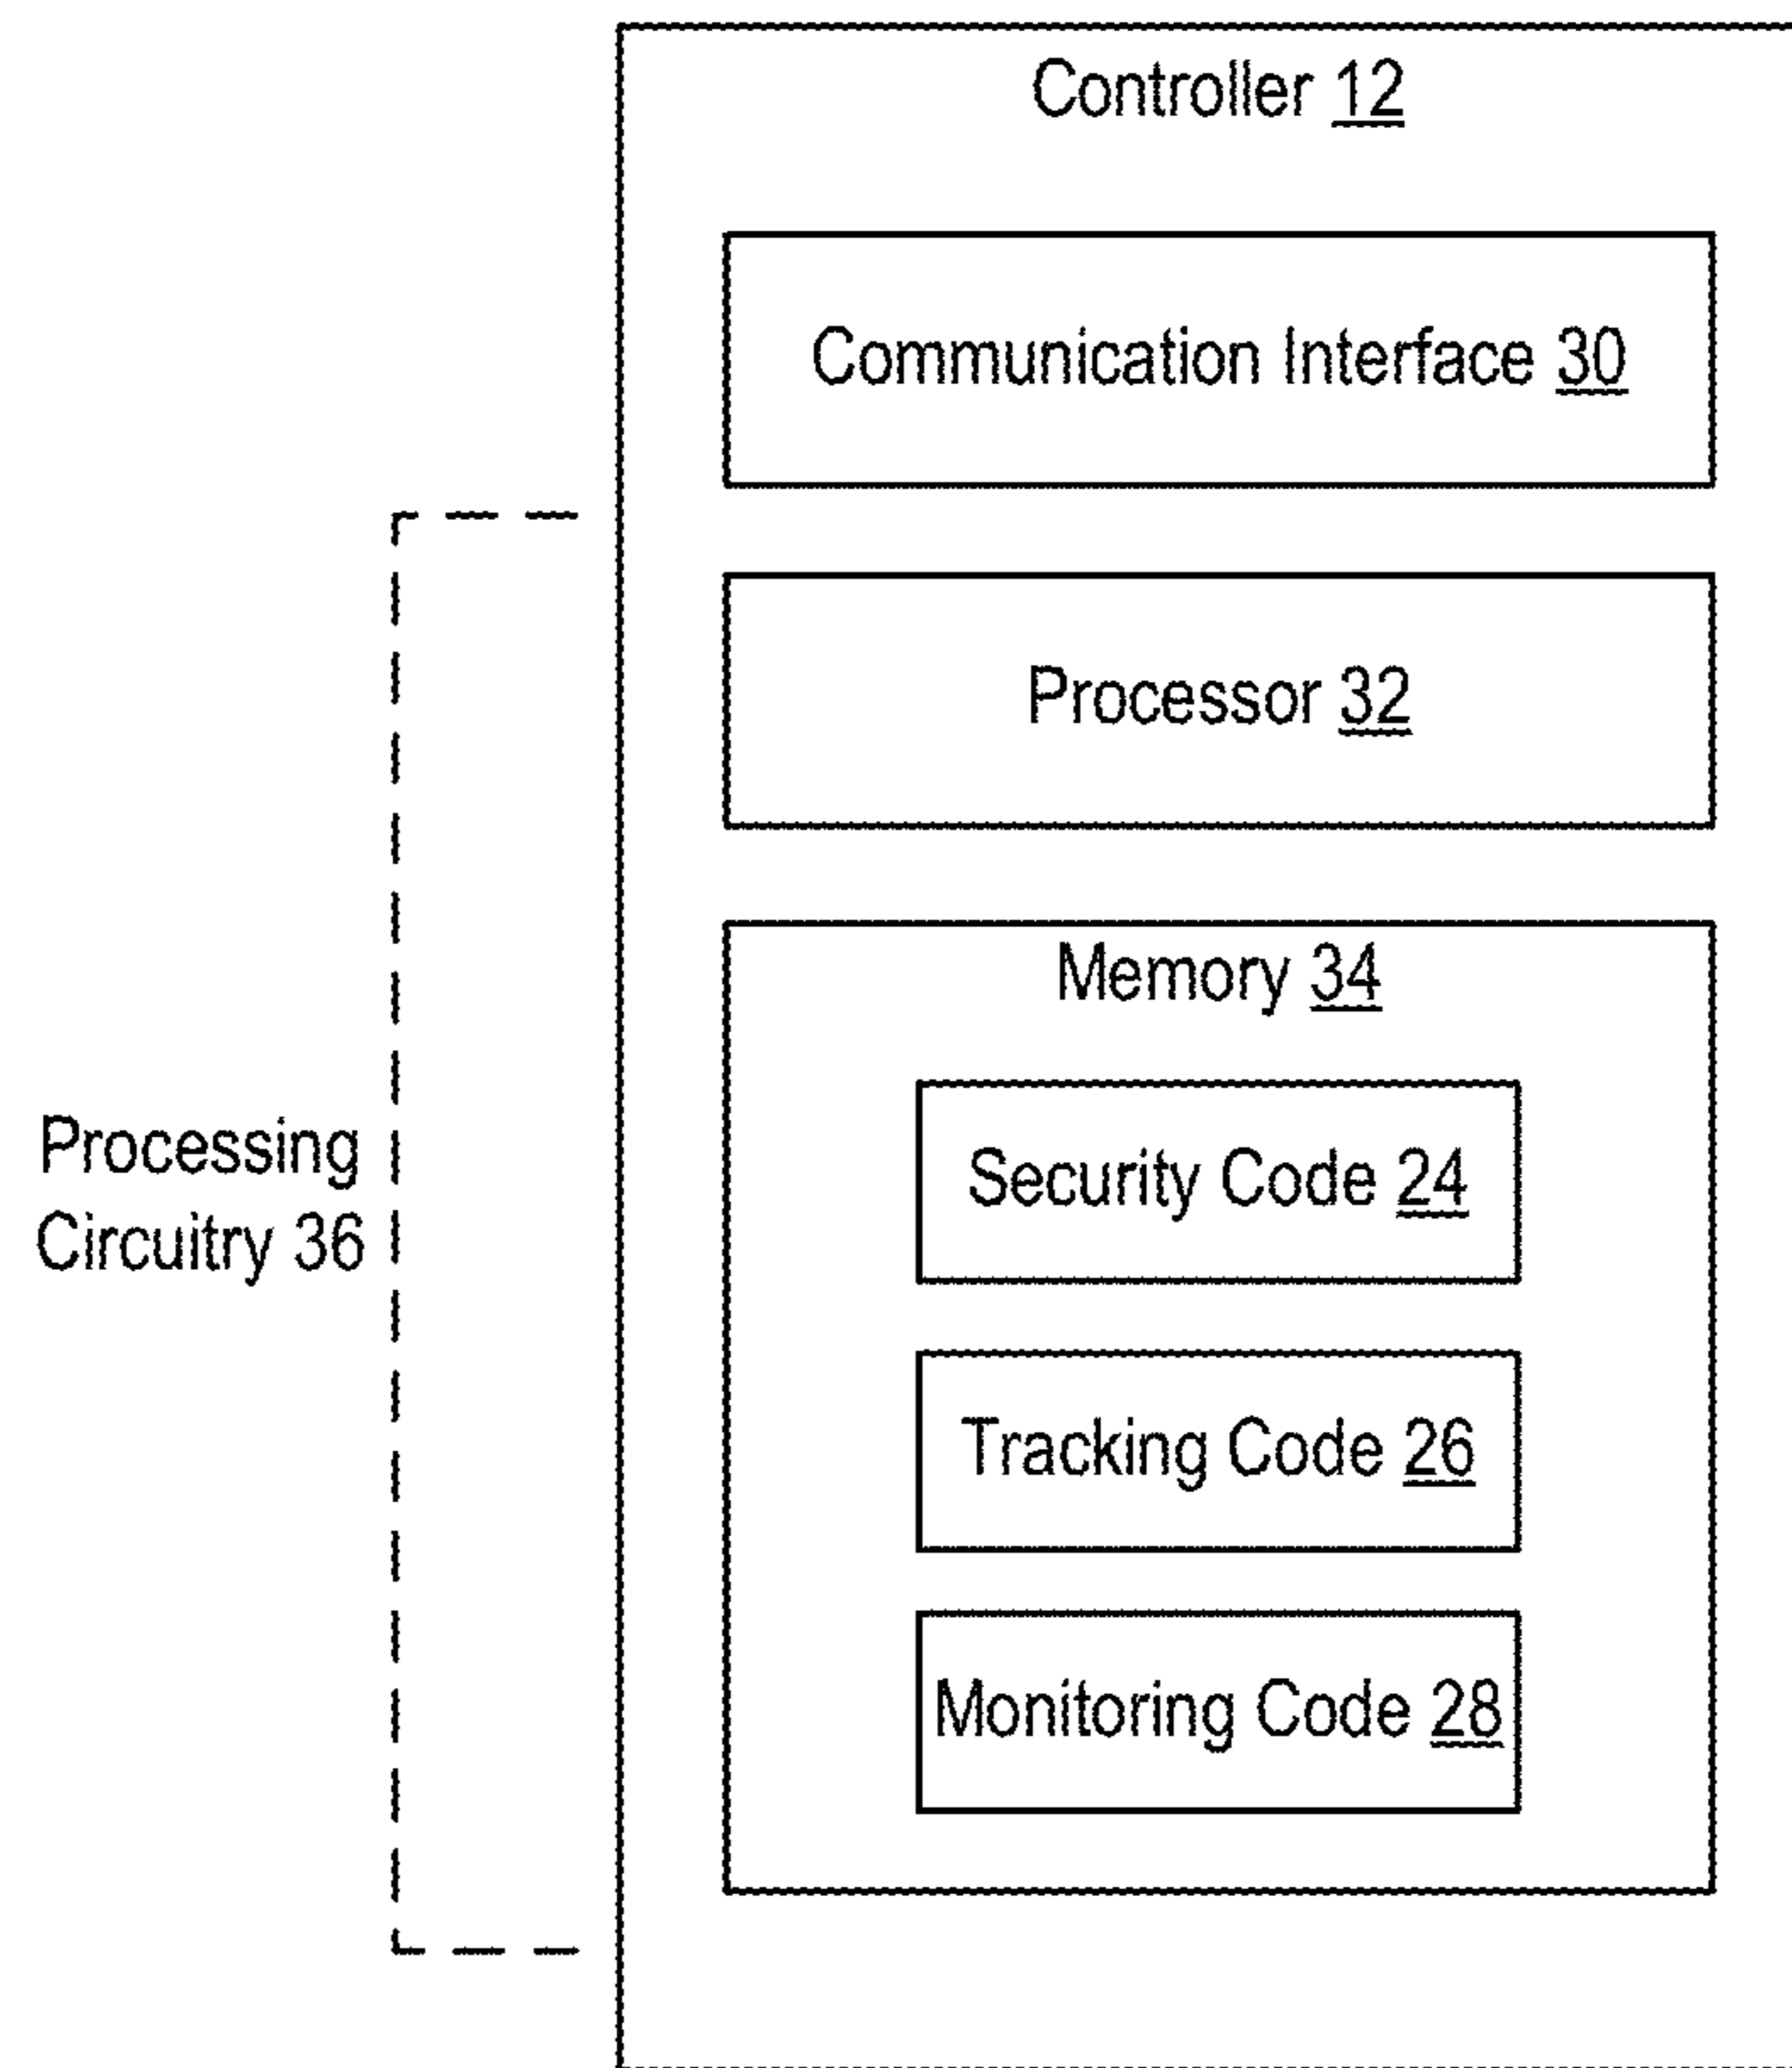 Controller 12
Communication Interface 30
Processor 32
Memory 34
Security Code 24
Tracking Code 26
Monitoring Code 28
Processing
Circuitry 36